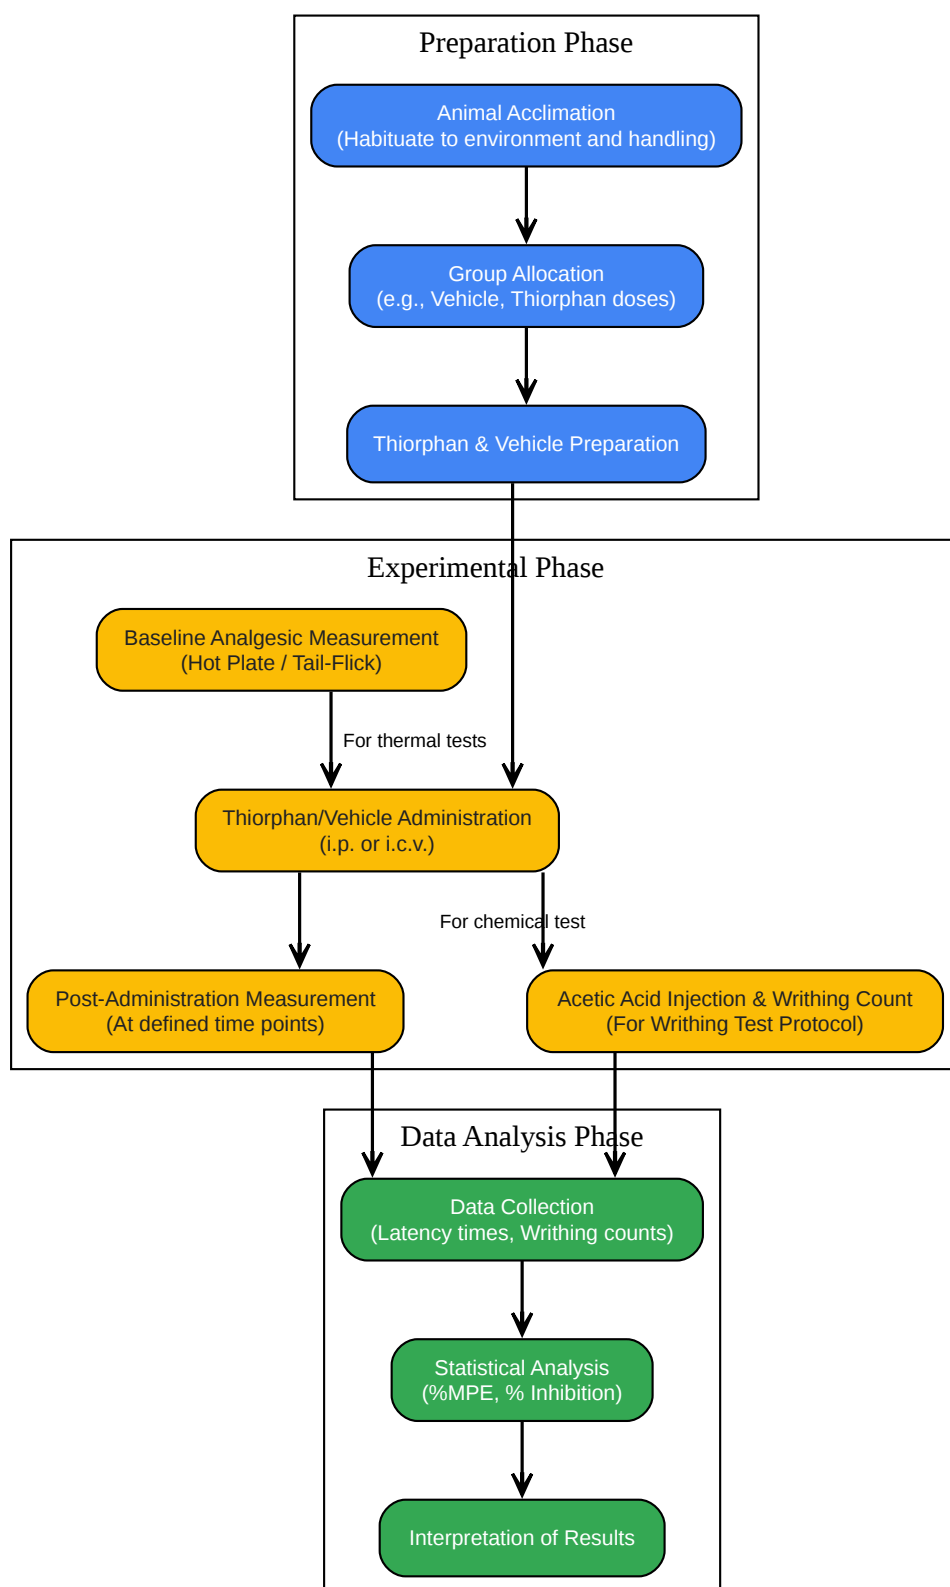 Preparation Phase
Animal Acclimation
(Habituate to environment and handling)
Group Allocation
(e.g., Vehicle, Thiorphan doses)
Thiorphan & Vehicle Preparation
Experimental Phase
Baseline Analgesic Measurement
(Hot Plate / Tail-Flick)
For thermal tests
Thiorphan/Vehicle Administration
(i.p. or i.c.v.)
For chemical test
Post-Administration Measurement
(At defined time points)
Acetic Acid Injection & Writhing Count
(For Writhing Test Protocol)
Data Analysis Phase
Data Collection
(Latency times, Writhing counts)
Statistical Analysis
(%MPE, % Inhibition)
Interpretation of Results